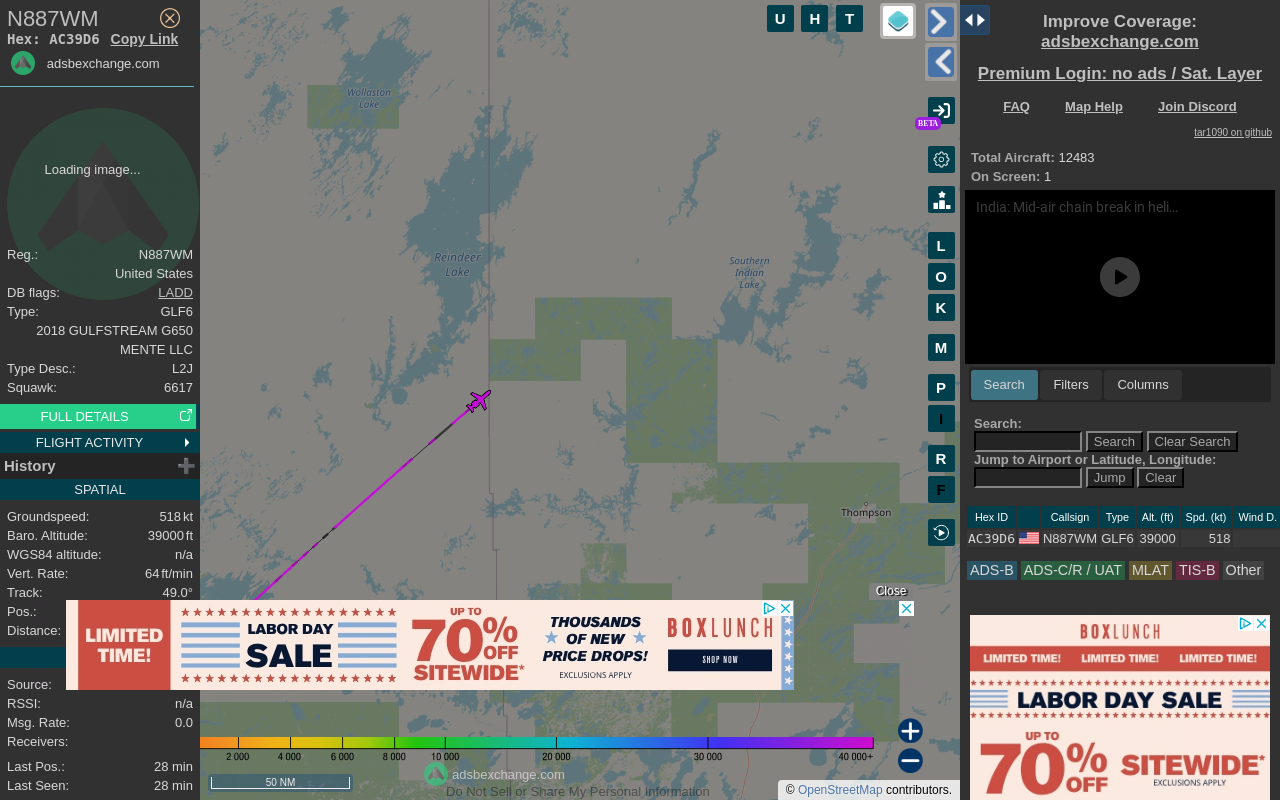 N887WM
Hex: AC39D6 Copy Link
adsbexchange.com
Loading image...
Reg.: N887WM
United States
DB flags: LADD
Type: GLF6
2018 GULFSTREAM G650
MENTE LLC
Type Desc.: L2J
Squawk: 6617
FULL DETAILS
FLIGHT ACTIVITY
History
SPATIAL
Groundspeed: 518 kt
Baro. Altitude: 39000 ft
WGS84 altitude: n/a
Vert. Rate: 64 ft/min
Track: 49.0°
Pos.:
Distance:
Source:
RSSI: n/a
Msg. Rate: 0.0
Receivers:
Last Pos.: 28 min
Last Seen: 28 min
U H T
BETA
L
O
K
M
P
I
R
F
Wollaston
Lake
Reindeer
Lake
Southern
Indian
Lake
Thompson
Close
LIMITED
TIME!
LABOR DAY
SALE
UP TO
70% OFF
SITEWIDE*
THOUSANDS
OF NEW
PRICE DROPS!
EXCLUSIONS APPLY
BOXLUNCH
SHOP NOW
2 000 4 000 6 000 8 000 10 000 20 000 30 000 40 000+
50 NM
adsbexchange.com
Do Not Sell or Share My Personal Information
© OpenStreetMap contributors.
Improve Coverage:
adsbexchange.com
Premium Login: no ads / Sat. Layer
FAQ Map Help Join Discord
tar1090 on github
Total Aircraft: 12483
On Screen: 1
India: Mid-air chain break in heli...
Search Filters Columns
Search:
Search Clear Search
Jump to Airport or Latitude, Longitude:
Jump Clear
Hex ID Callsign Type Alt. (ft) Spd. (kt) Wind D.
AC39D6 N887WM GLF6 39000 518
ADS-B ADS-C/R / UAT MLAT TIS-B Other
BOXLUNCH
LIMITED TIME! LIMITED TIME! LIMITED TIME!
LABOR DAY SALE
UP TO
70% OFF
SITEWIDE*
EXCLUSIONS APPLY